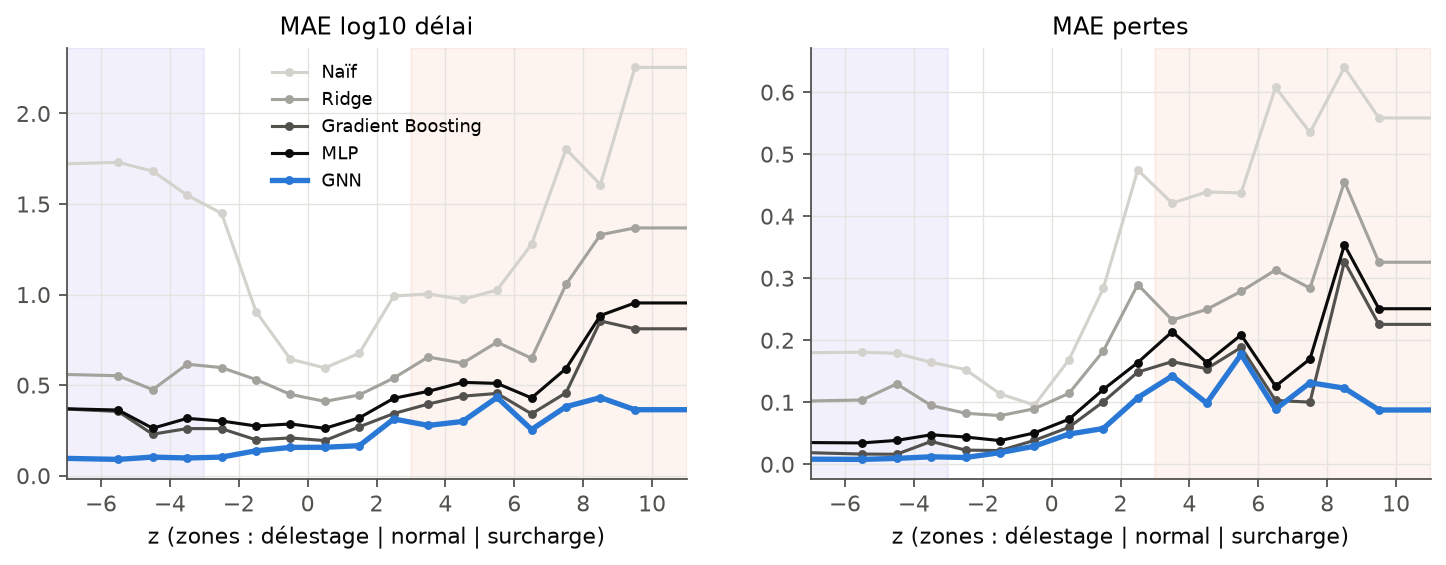 MAE log10 délai
Naïf
Ridge
Gradient Boosting
MLP
GNN
2.0
1.5
1.0
0.5
0.0
−6 −4 −2 0 2 4 6 8 10
z (zones : délestage | normal | surcharge)
MAE pertes
0.6
0.5
0.4
0.3
0.2
0.1
0.0
−6 −4 −2 0 2 4 6 8 10
z (zones : délestage | normal | surcharge)